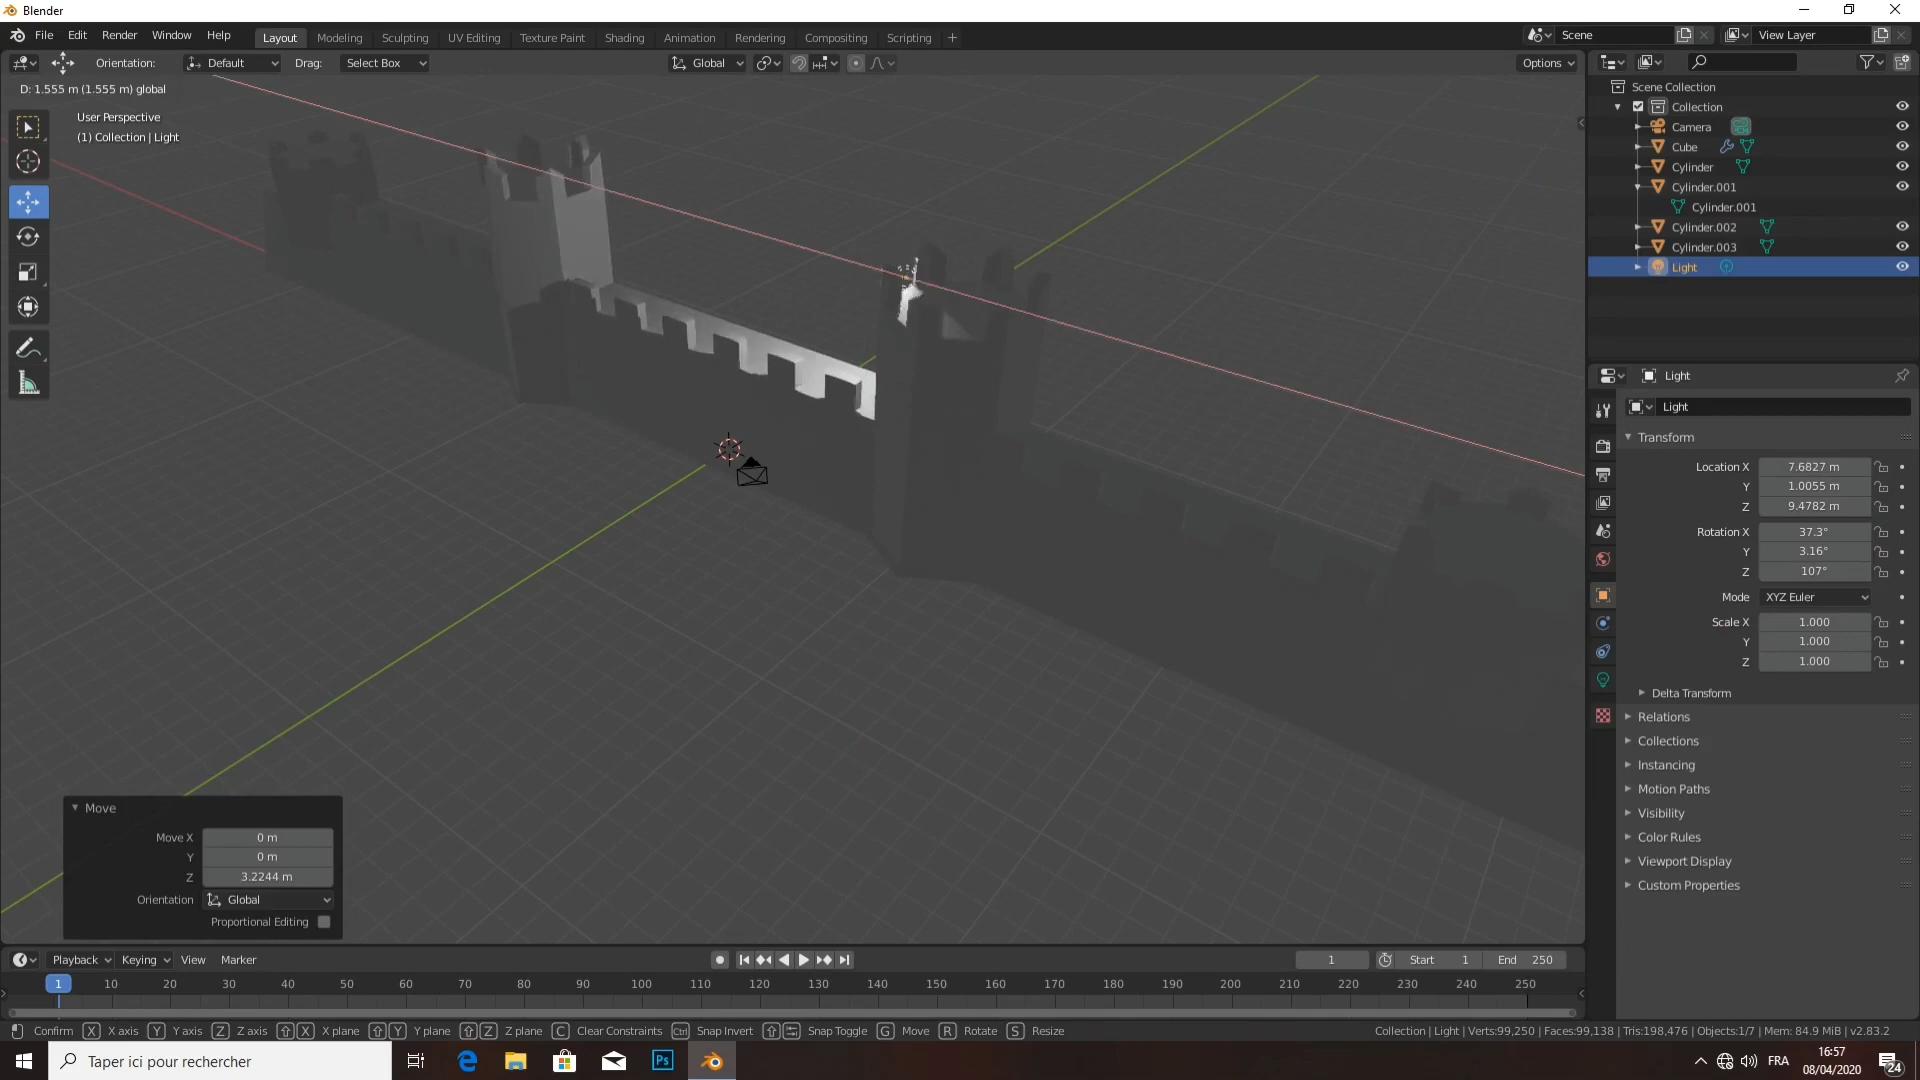 Blender
File Edit Render Window Help
Layout Modeling Sculpting UV Editing Texture Paint Shading Animation Rendering Compositing Scripting +
Scene
View Layer
Orientation: Default Drag: Select Box
Global
Options
D: 1.555 m (1.555 m) global
User Perspective
(1) Collection | Light
Scene Collection
Collection
Camera
Cube
Cylinder
Cylinder.001
Cylinder.001
Cylinder.002
Cylinder.003
Light
Light
Light
Transform
Location X 7.6827 m
Y 1.0055 m
Z 9.4782 m
Rotation X 37.3°
Y 3.16°
Z 107°
Mode XYZ Euler
Scale X 1.000
Y 1.000
Z 1.000
Delta Transform
Relations
Collections
Instancing
Motion Paths
Visibility
Color Rules
Viewport Display
Custom Properties
Move
Move X 0 m
Y 0 m
Z 3.2244 m
Orientation Global
Proportional Editing
Playback Keying View Marker
1 Start 1 End 250
1 10 20 30 40 50 60 70 80 90 100 110 120 130 140 150 160 170 180 190 200 210 220 230 240 250
Confirm X X axis Y Y axis Z Z axis X X plane Y Y plane Z Z plane C Clear Constraints Ctrl Snap Invert Snap Toggle G Move R Rotate S Resize
Collection | Light | Verts:99,250 | Faces:99,138 | Tris:198,476 | Objects:1/7 | Mem: 84.9 MiB | v2.83.2
Taper ici pour rechercher
Ps
FRA
16:57
08/04/2020
24